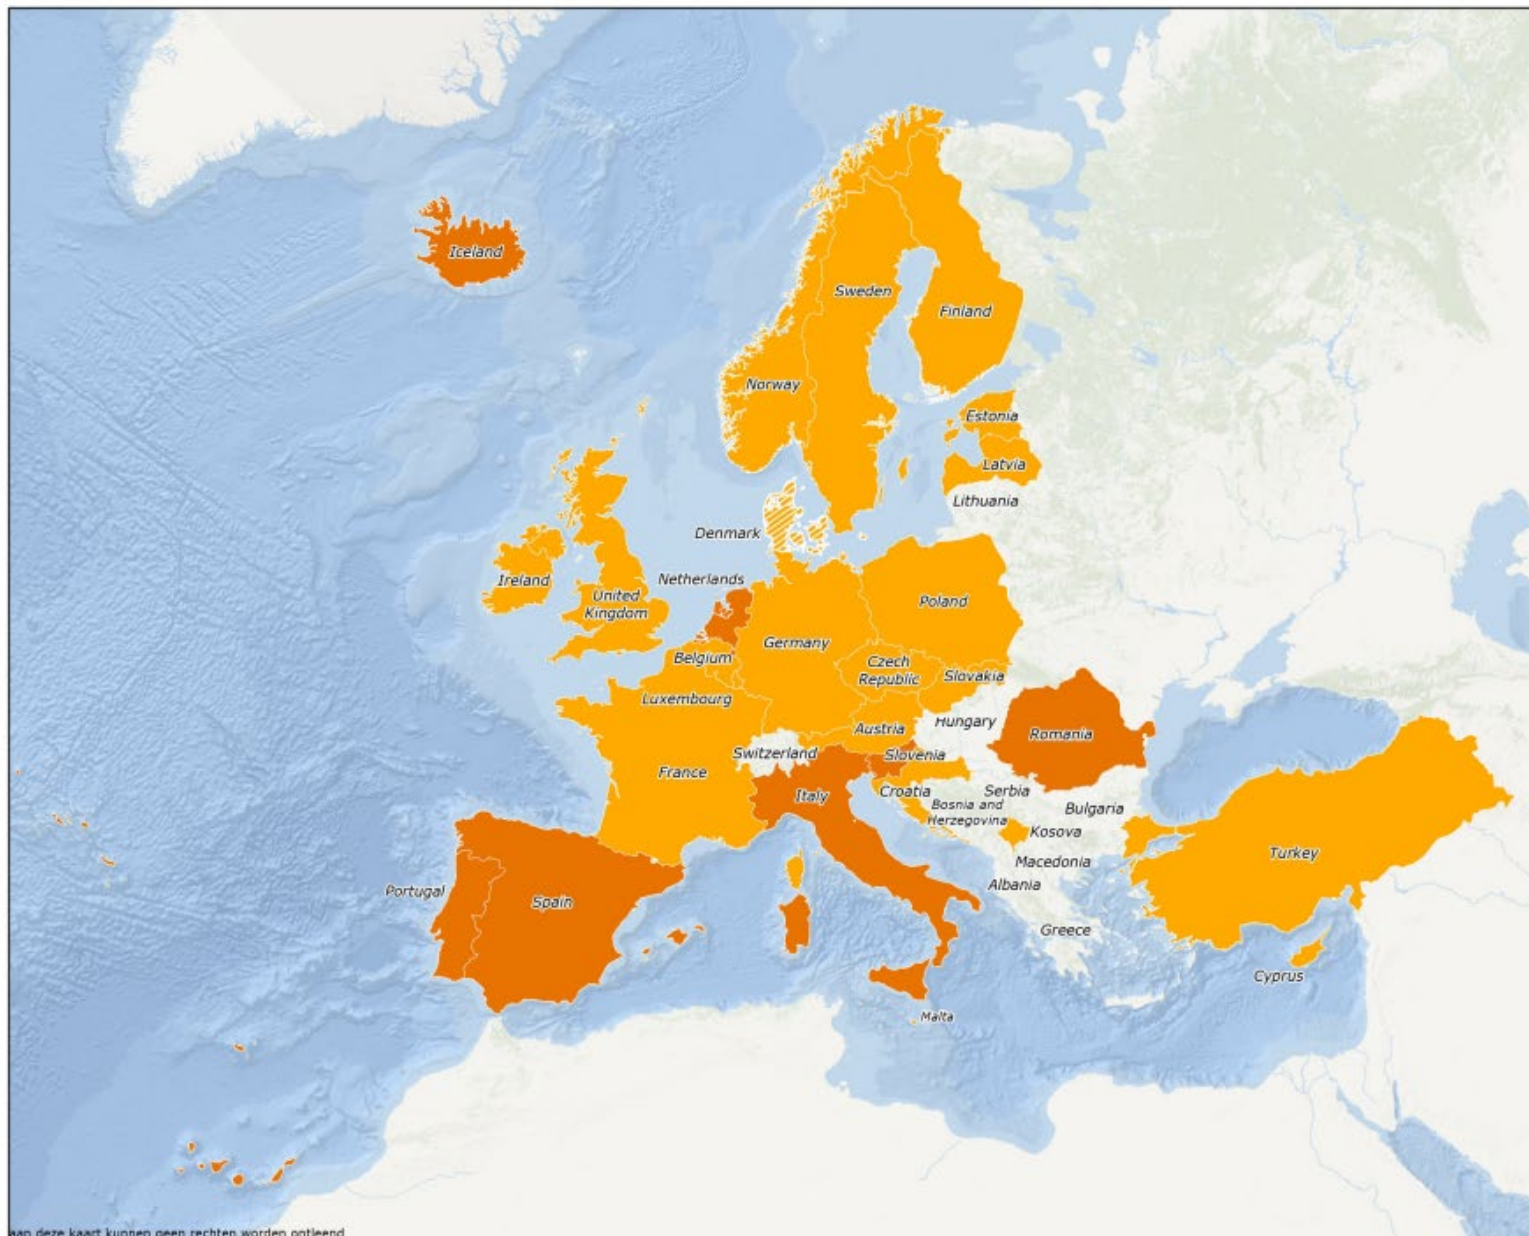 Iceland
Sweden
Finland
Norway
Estonia
Latvia
Lithuania
Denmark
Netherlands
Ireland
United
Kingdom
Poland
Germany
Belgium
Czech
Republic
Slovakia
Luxembourg
Hungary
Austria
Romania
Switzerland
Slovenia
France
Italy
Croatia
Serbia
Bosnia and
Herzegovina
Bulgaria
Kosova
Macedonia
Turkey
Albania
Portugal
Spain
Greece
Cyprus
Malta
aan deze kaart kunnen geen rechten worden ontleend